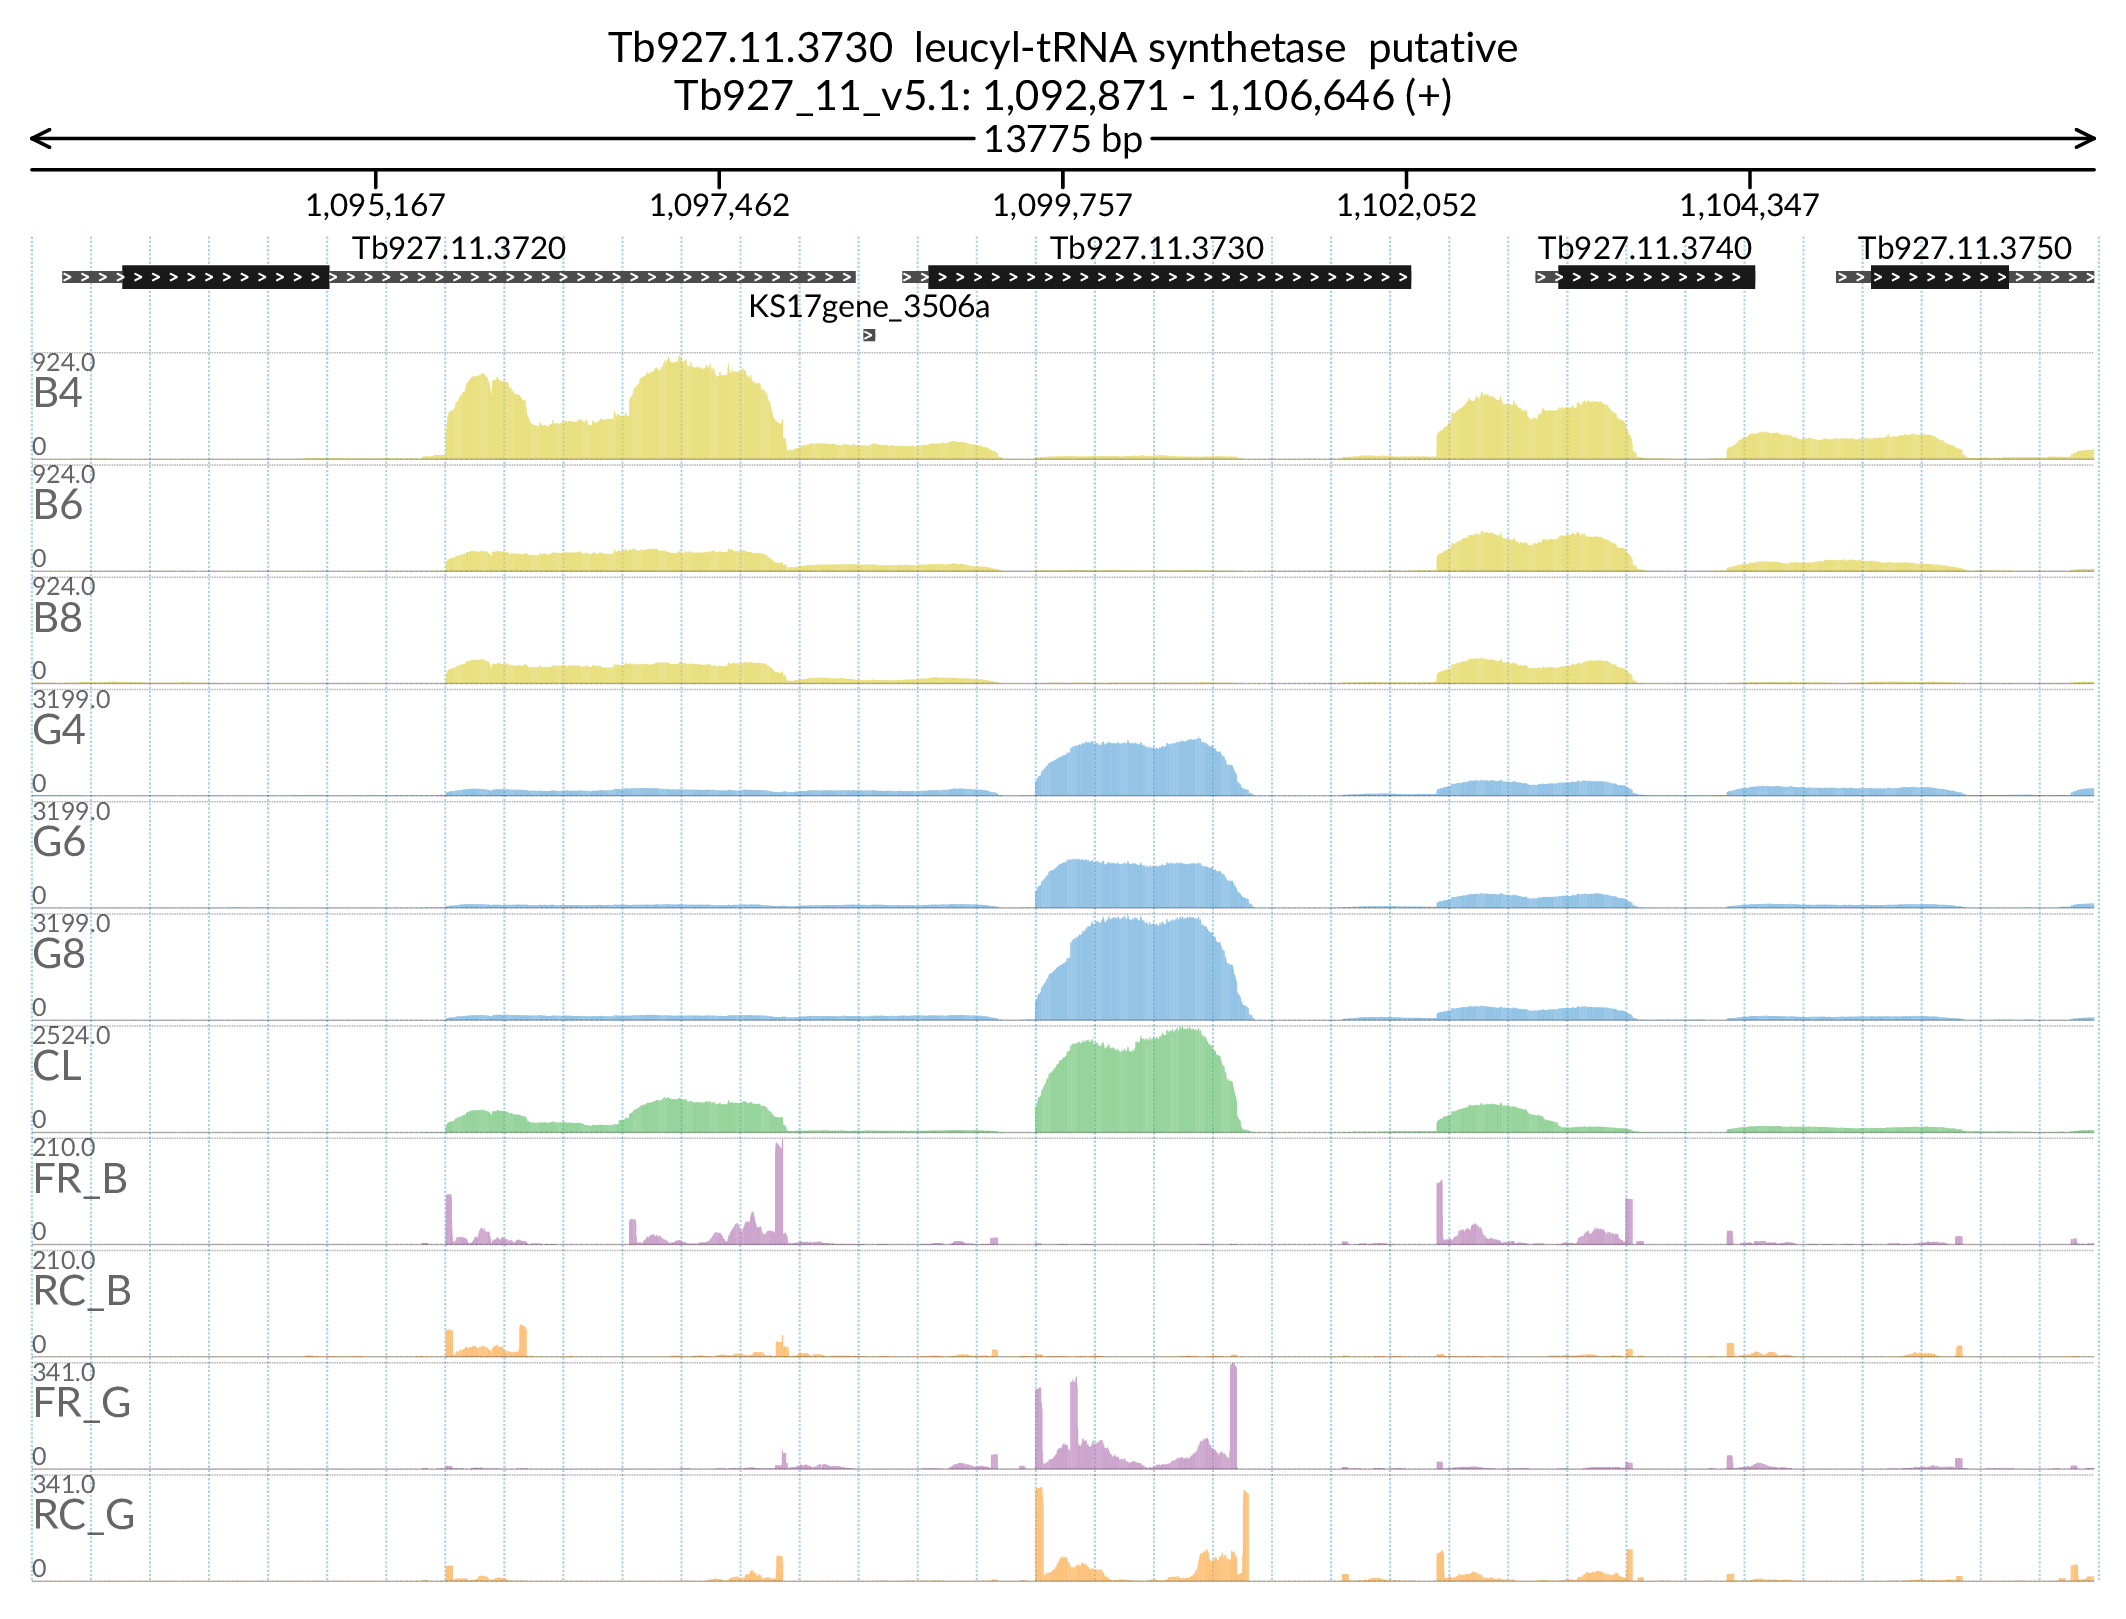 Tb927.11.3730 leucyl-tRNA synthetase putative
Tb927_11_v5.1: 1,092,871 - 1,106,646 (+)
13775 bp
1,095,167 1,097,462 1,099,757 1,102,052 1,104,347
Tb927.11.3720 Tb927.11.3730 Tb927.11.3740 Tb927.11.3750
KS17gene_3506a
924.0
B4
0
924.0
B6
0
924.0
B8
0
3199.0
G4
0
3199.0
G6
0
3199.0
G8
0
2524.0
CL
0
210.0
FR_B
0
210.0
RC_B
0
341.0
FR_G
0
341.0
RC_G
0